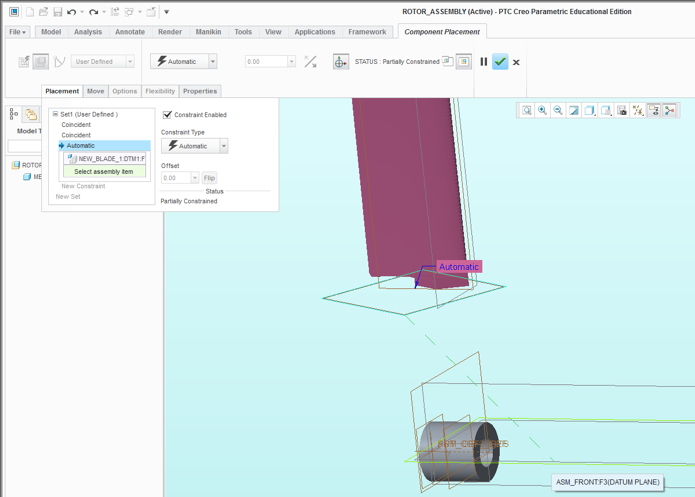 ROTOR_ASSEMBLY (Active) - PTC Creo Parametric Educational Edition
File Model Analysis Annotate Render Manikin Tools View Applications Framework Component Placement
User Defined Automatic 0.00 STATUS : Partially Constrained
Placement Move Options Flexibility Properties
Set1 (User Defined )
Coincident
Coincident
Automatic
NEW_BLADE_1:DTM1:F
Select assembly item
New Constraint
New Set
Constraint Enabled
Constraint Type
Automatic
Offset
0.00 Flip
Status
Partially Constrained
Model T
ROTOR
ME
Automatic
ASM_FRONT:F3(DATUM PLANE)